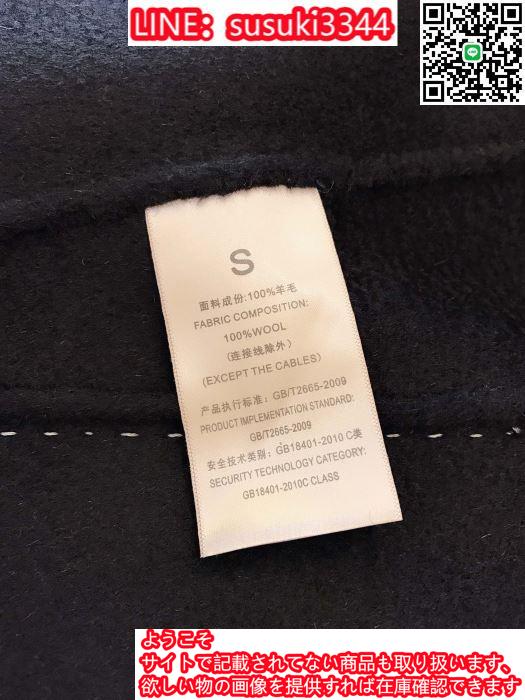 LINE: susuki3344
S
面料成份:100%羊毛
FABRIC COMPOSITION:
100%WOOL
(连接线除外)
(EXCEPT THE CABLES)
产品执行标准: GB/T2665-2009
PRODUCT IMPLEMENTATION STANDARD:
GB/T2665-2009
安全技术类别: GB18401-2010 C类
SECURITY TECHNOLOGY CATEGORY:
GB18401-2010C CLASS
ようこそ
サイトで記載されてない商品も取り扱います、
欲しい物の画像を提供すれば在庫確認できます